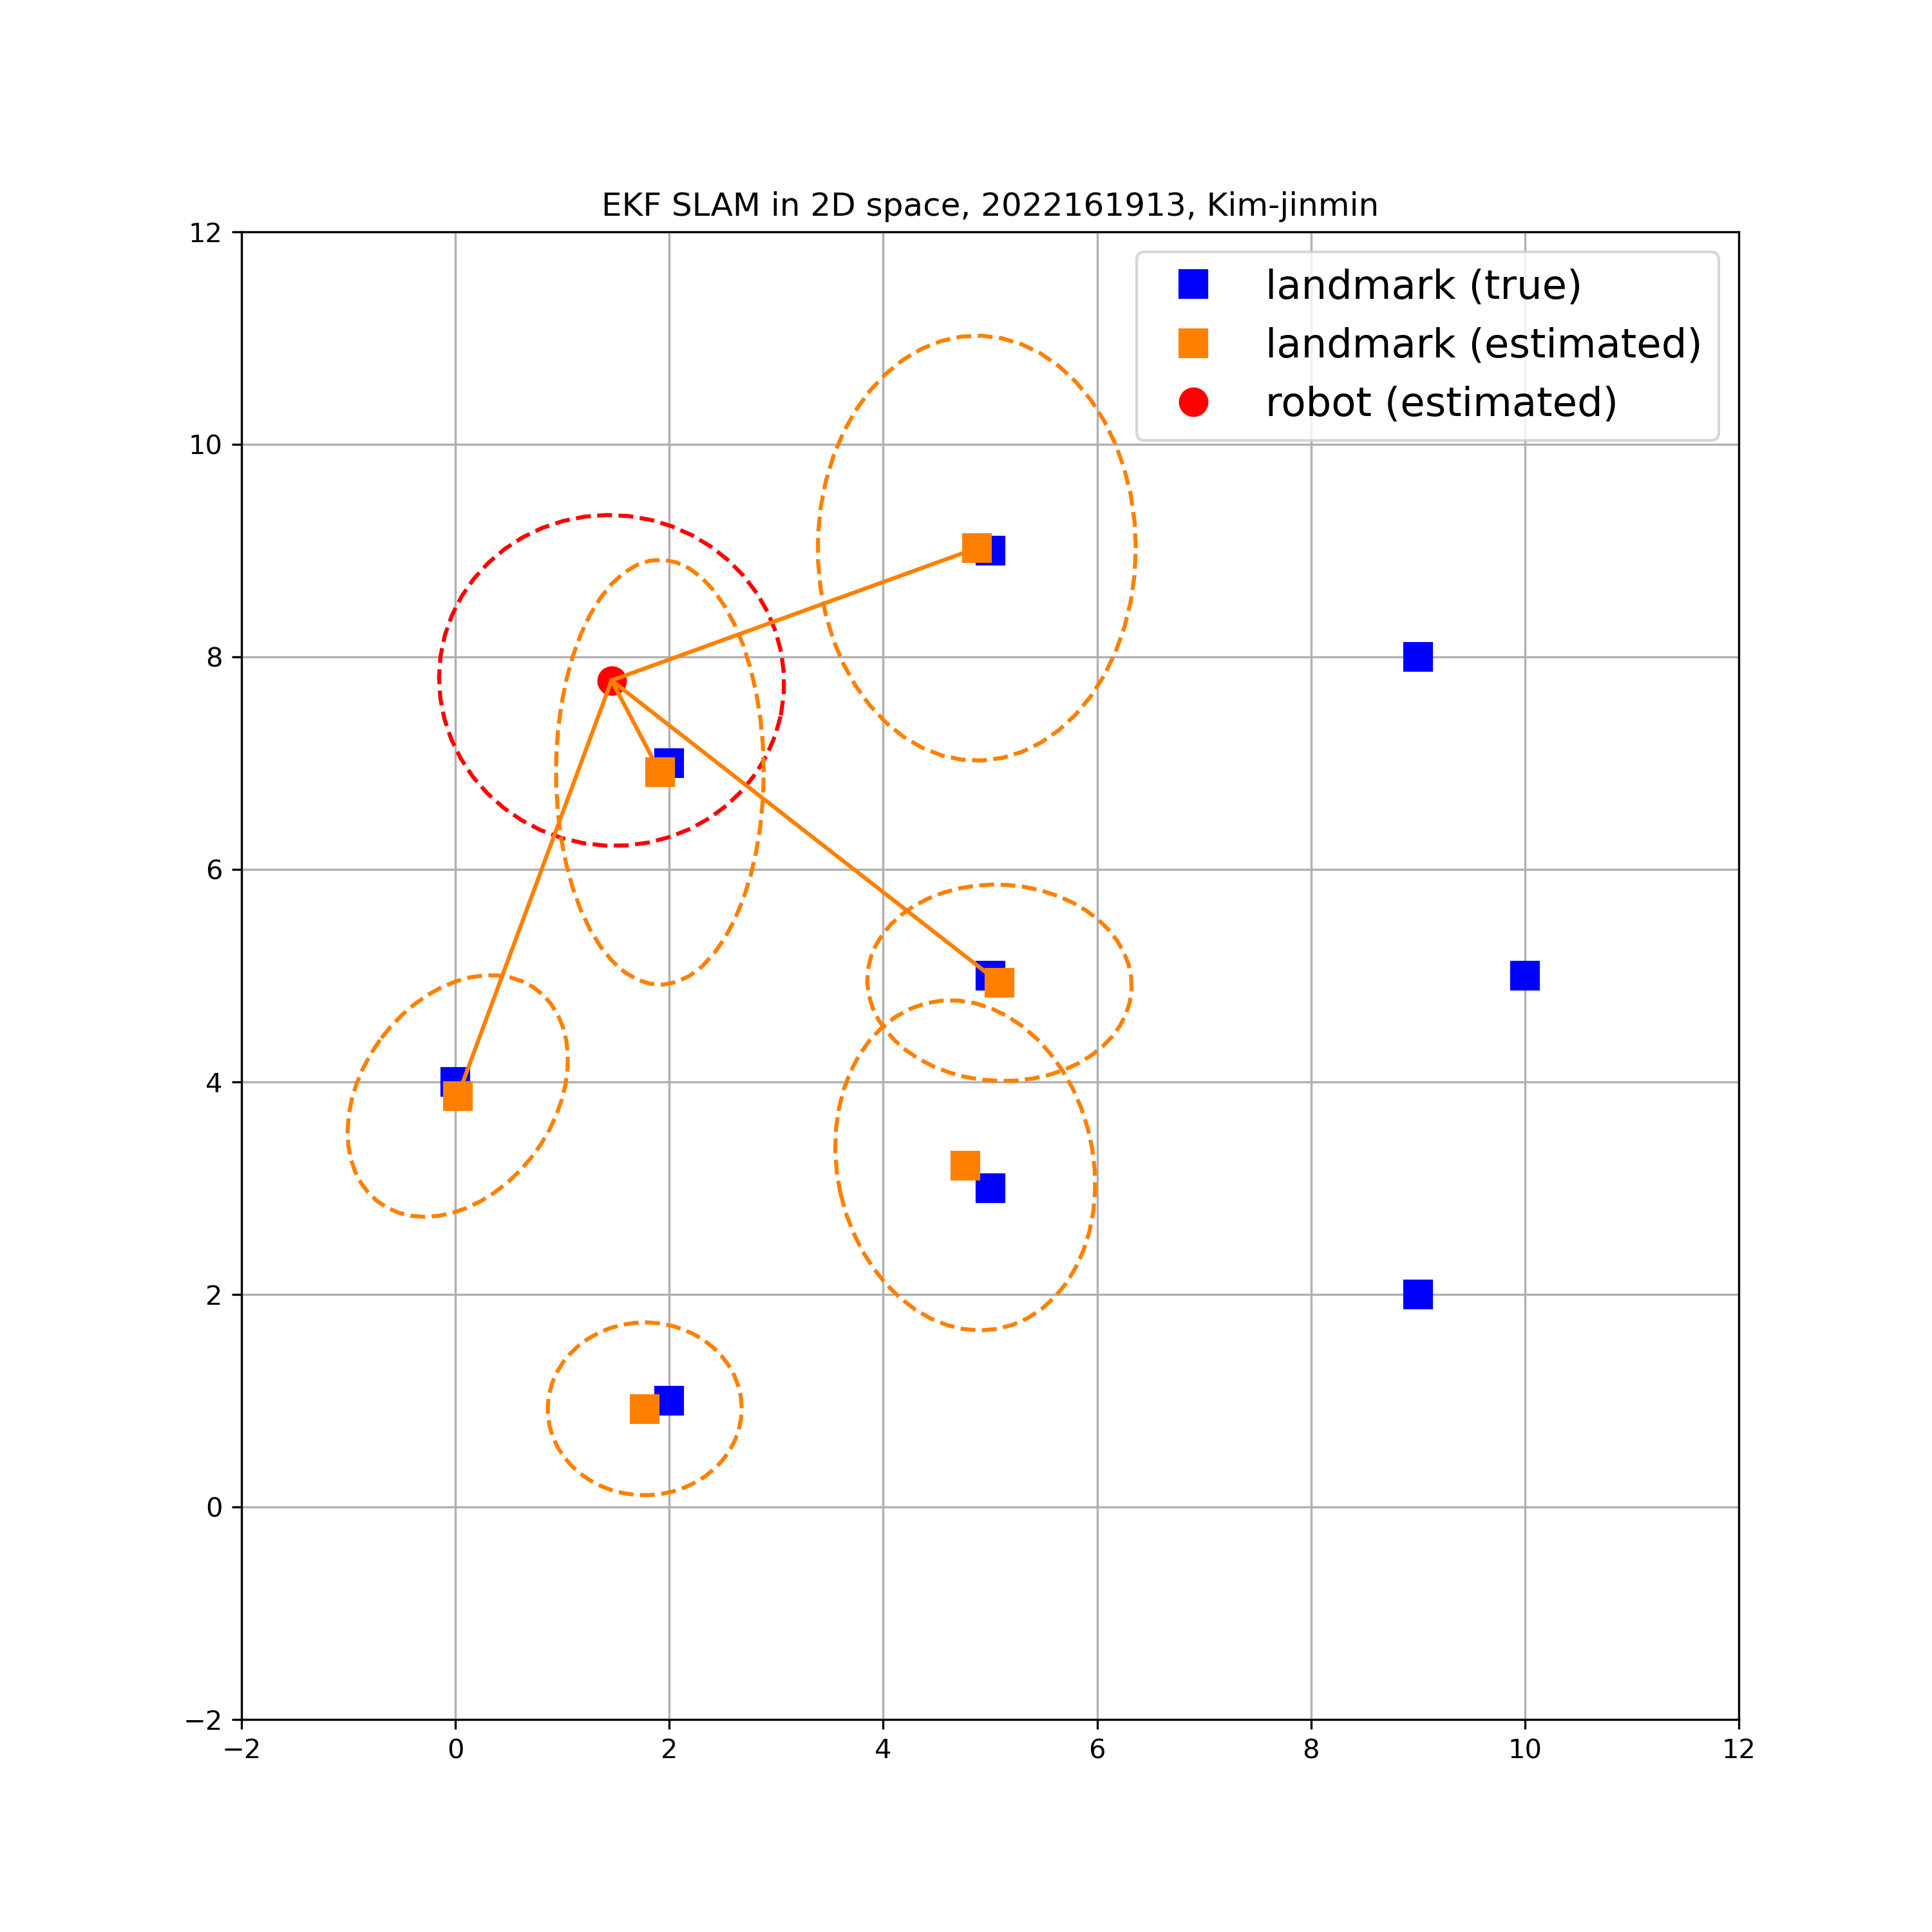 EKF SLAM in 2D space, 2022161913, Kim-jinmin
12
landmark (true)
landmark (estimated)
robot (estimated)
10
8
6
4
2
0
−2
−2 0 2 4 6 8 10 12